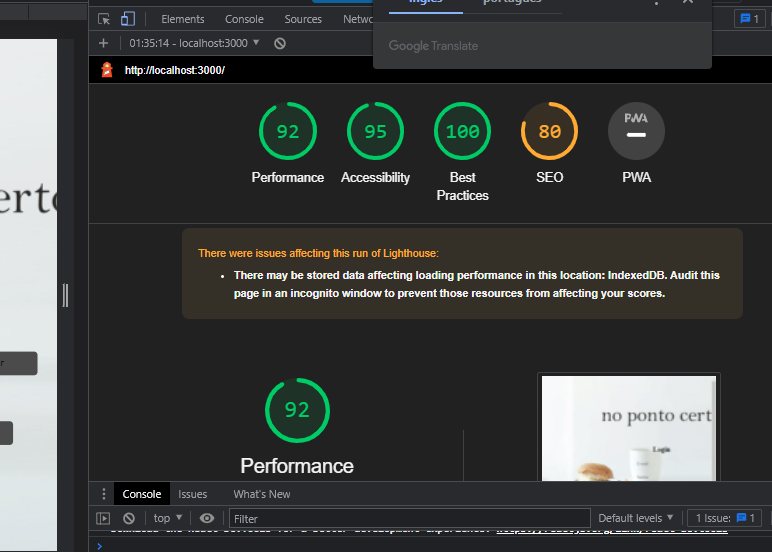 Inglês português
Elements Console Sources 1
01:35:14 - localhost:3000
Google Translate
http://localhost:3000/
92 95 100 80 PWA
Performance Accessibility Best Practices SEO PWA
There were issues affecting this run of Lighthouse:
There may be stored data affecting loading performance in this location: IndexedDB. Audit this
page in an incognito window to prevent those resources from affecting your scores.
92
Performance
no ponto cert
Login
Console Issues What's New
top Filter Default levels 1 Issue: 1